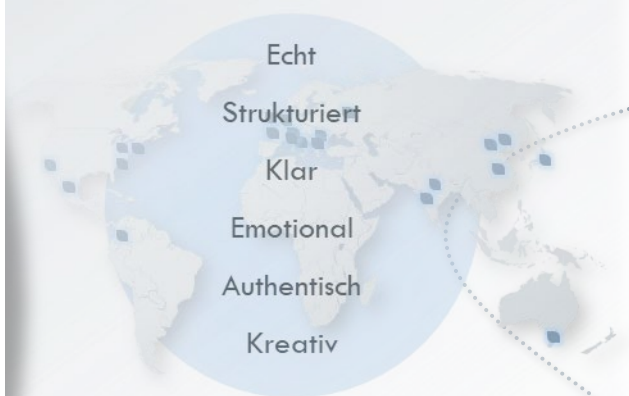 Echt
Strukturiert
Klar
Emotional
Authentisch
Kreativ